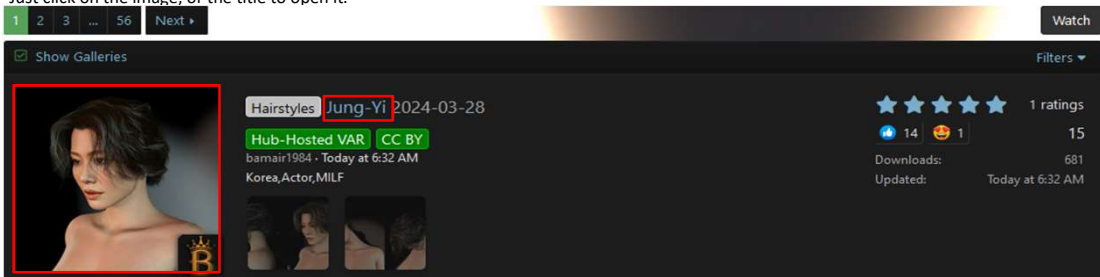 Just click on the image, or the title to open it.
1 2 3 ... 56 Next
Watch
Show Galleries
Filters
Hairstyles Jung-Yi 2024-03-28
1 ratings
Hub-Hosted VAR CC BY
14 1 15
bamair1984 · Today at 6:32 AM
Downloads: 681
Korea,Actor,MILF
Updated: Today at 6:32 AM
B